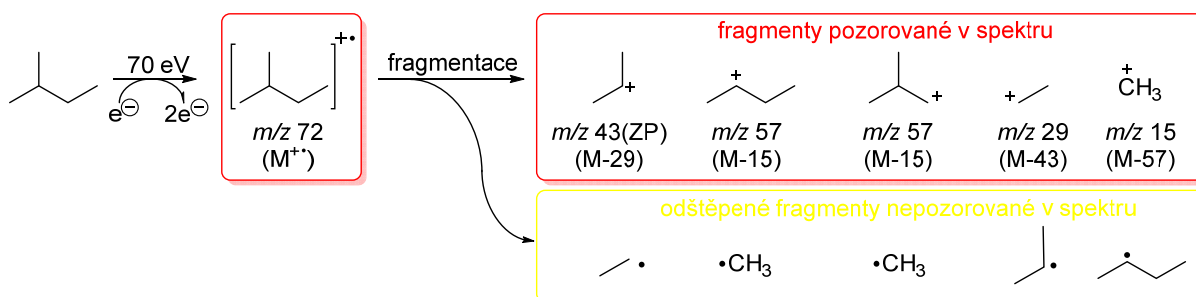 fragmenty pozorované v spektru
70 eV
e⊖ 2e⊖
+•
fragmentace
m/z 72
(M+•)
+ + + + +
CH3
m/z 43(ZP) m/z 57 m/z 57 m/z 29 m/z 15
(M-29) (M-15) (M-15) (M-43) (M-57)
odštěpené fragmenty nepozorované v spektru
• •CH3 •CH3 • •